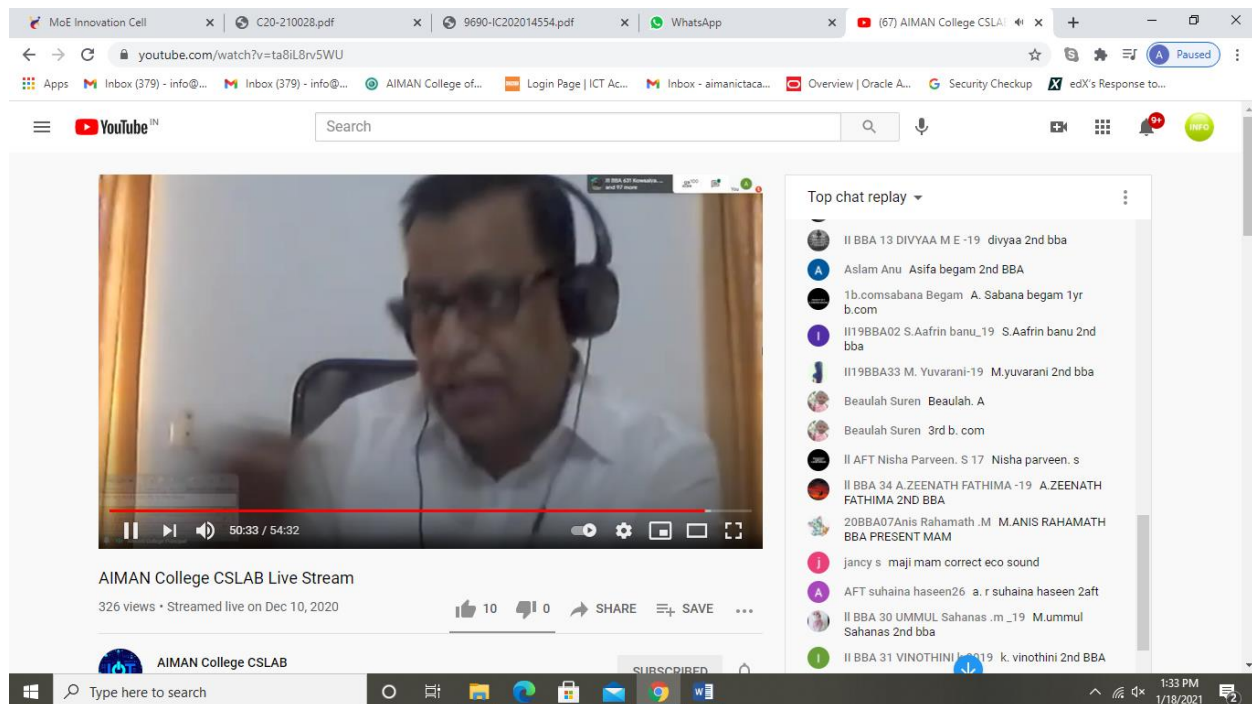 MoE Innovation Cell
C20-210028.pdf
9690-IC202014554.pdf
WhatsApp
(67) AIMAN College CSLA
youtube.com/watch?v=ta8iL8rv5WU
A Paused
Apps
Inbox (379) - info@...
Inbox (379) - info@...
AIMAN College of...
Login Page | ICT Ac...
Inbox - aimanictaca...
Overview | Oracle A...
Security Checkup
edX's Response to...
YouTube IN
Search
9+
INFO
and 97 more
You
50:33 / 54:32
AIMAN College CSLAB Live Stream
326 views • Streamed live on Dec 10, 2020
10
0
SHARE
SAVE
IOT
AIMAN College CSLAB
SUBSCRIBED
Top chat replay
II BBA 13 DIVYAA M E -19 divyaa 2nd bba
A
Aslam Anu Asifa begam 2nd BBA
1b.comsabana Begam A. Sabana begam 1yr
b.com
I
II19BBA02 S.Aafrin banu_19 S.Aafrin banu 2nd
bba
II19BBA33 M. Yuvarani-19 M.yuvarani 2nd bba
Beaulah Suren Beaulah. A
Beaulah Suren 3rd b. com
ll AFT Nisha Parveen. S 17 Nisha parveen. s
ll BBA 34 A.ZEENATH FATHIMA -19 A.ZEENATH
FATHIMA 2ND BBA
20BBA07Anis Rahamath .M M.ANIS RAHAMATH
BBA PRESENT MAM
j
jancy s maji mam correct eco sound
A
AFT suhaina haseen26 a. r suhaina haseen 2aft
ll BBA 30 UMMUL Sahanas .m _19 M.ummul
Sahanas 2nd bba
I
II BBA 31 VINOTHINI k. vinothini 2nd BBA
Type here to search
1:33 PM
1/18/2021
2